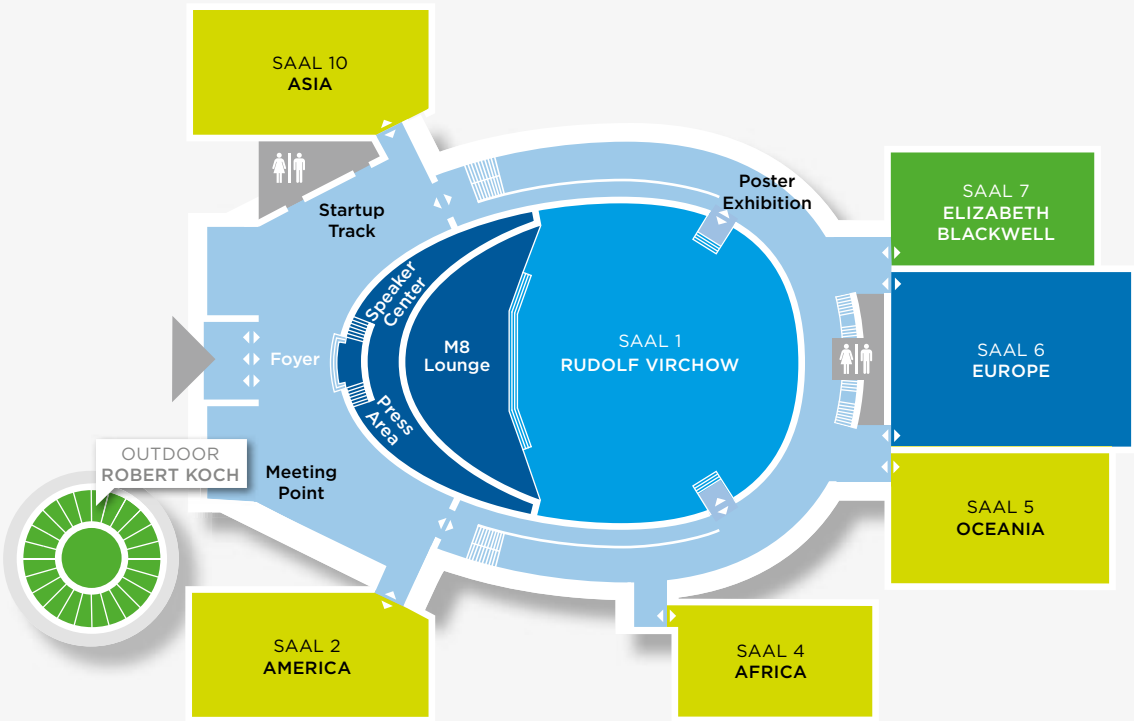 SAAL 10
ASIA
Startup
Track
Poster
Exhibition
SAAL 7
ELIZABETH
BLACKWELL
Speaker
Center
Foyer
M8
Lounge
SAAL 1
RUDOLF VIRCHOW
SAAL 6
EUROPE
Press
Area
OUTDOOR
ROBERT KOCH
Meeting
Point
SAAL 5
OCEANIA
SAAL 2
AMERICA
SAAL 4
AFRICA